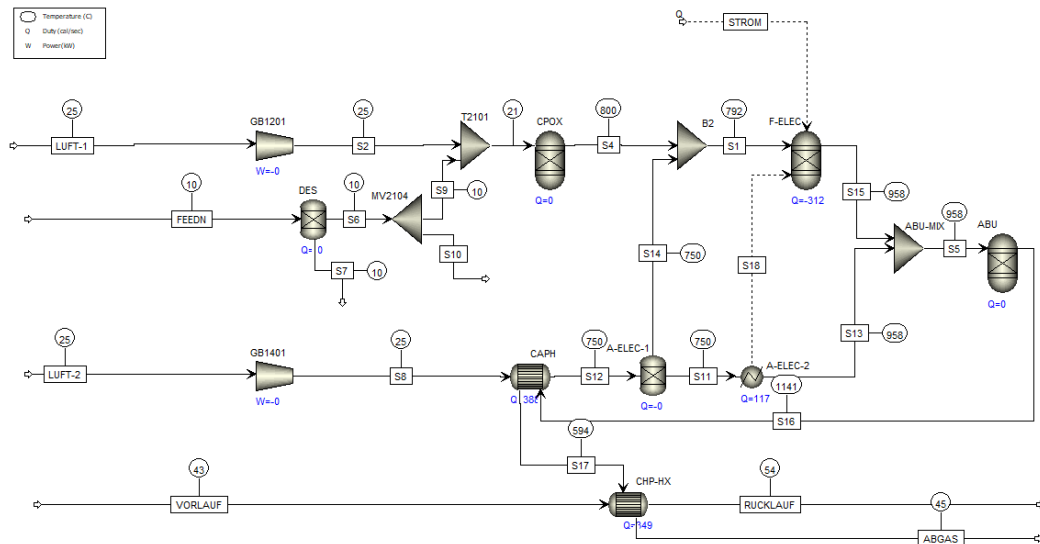 Temperature (C)
Q Duty (cal/sec)
W Power(kW)
Q
STROM
25
GB1201
25
T2101
21
CPOX
800
B2
792
F-ELEC
LUFT-1
S2
S4
S1
W=-0
S9
10
Q=0
Q=-312
S15
958
10
DES
10
MV2104
FEEDN
S6
ABU-MIX
958
ABU
S5
S10
S14
750
S18
S7
10
Q=0
S13
958
25
GB1401
25
CAPH
750
A-ELEC-1
750
A-ELEC-2
LUFT-2
S8
S12
S11
1141
W=-0
Q=-0
Q=117
S16
594
S17
43
CHP-HX
54
VORLAUF
RUCKLAUF
45
ABGAS